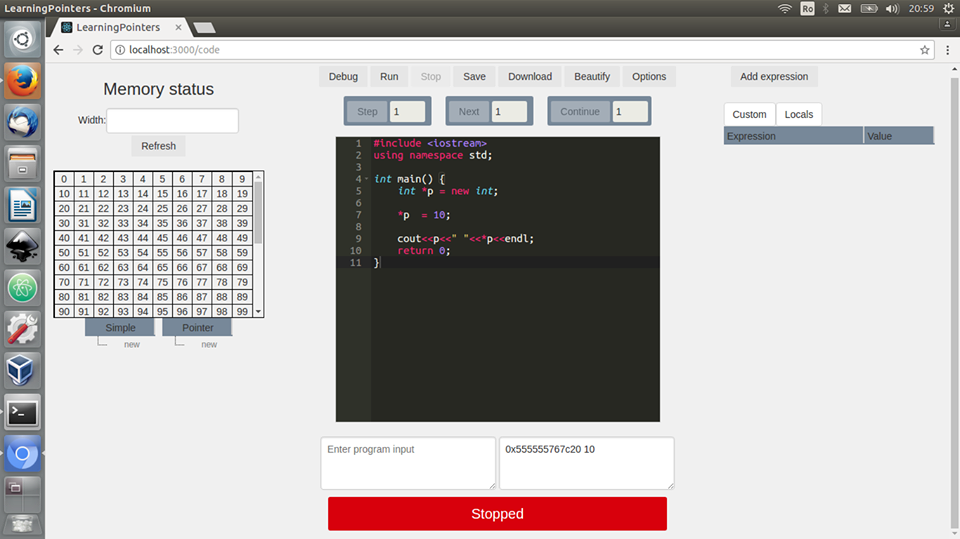 LearningPointers - Chromium
Ro
20:59
LearningPointers
localhost:3000/code
Memory status
Width:
Refresh
0 1 2 3 4 5 6 7 8 9
10 11 12 13 14 15 16 17 18 19
20 21 22 23 24 25 26 27 28 29
30 31 32 33 34 35 36 37 38 39
40 41 42 43 44 45 46 47 48 49
50 51 52 53 54 55 56 57 58 59
60 61 62 63 64 65 66 67 68 69
70 71 72 73 74 75 76 77 78 79
80 81 82 83 84 85 86 87 88 89
90 91 92 93 94 95 96 97 98 99
Simple Pointer
new new
Debug Run Stop Save Download Beautify Options
Step 1 Next 1 Continue 1
1 #include <iostream>
2 using namespace std;
3
4 int main() {
5 int *p = new int;
6
7 *p  = 10;
8
9 cout<<p<<" "<<*p<<endl;
10 return 0;
11 }
Enter program input
0x555555767c20 10
Stopped
Add expression
Custom Locals
Expression Value